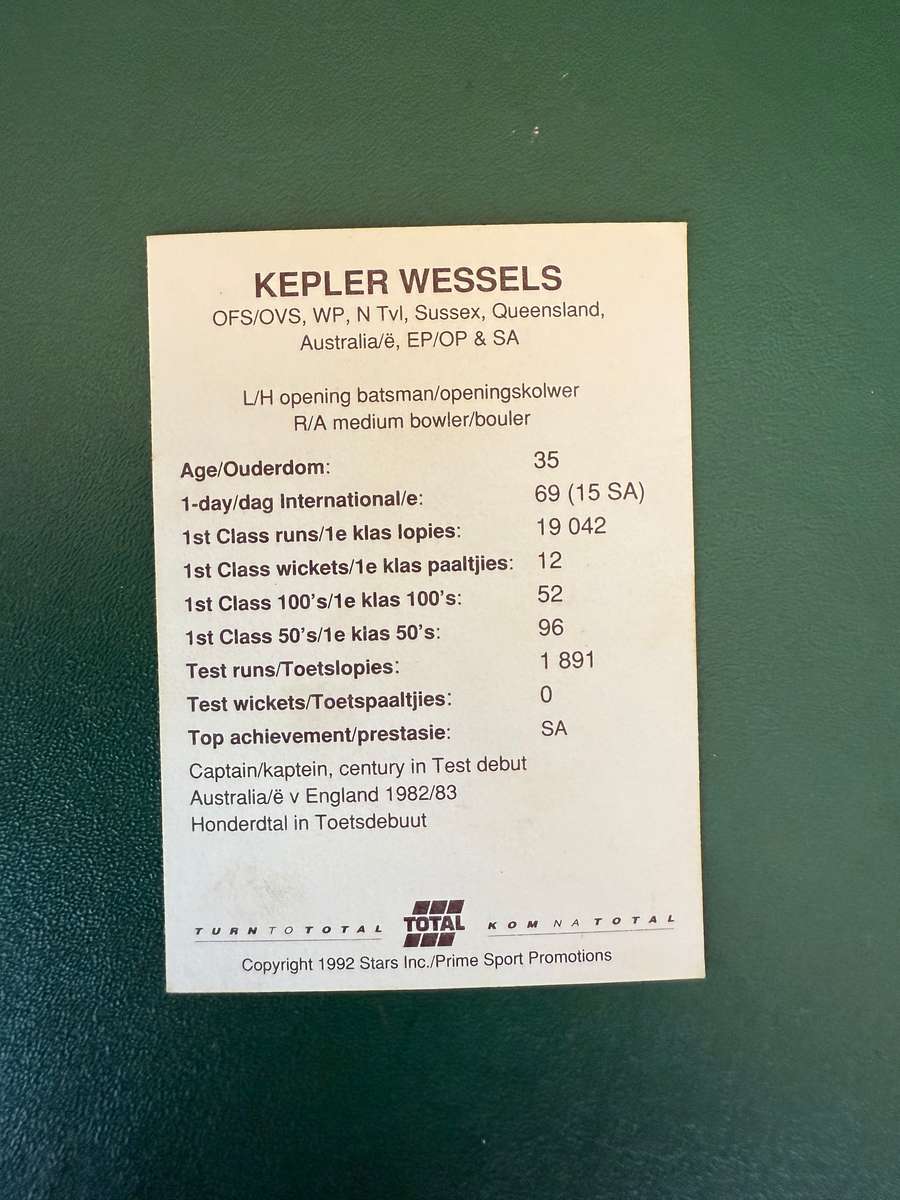 KEPLER WESSELS
OFS/OVS, WP, N Tvl, Sussex, Queensland,
Australia/ë, EP/OP & SA
L/H opening batsman/openingskolwer
R/A medium bowler/bouler
Age/Ouderdom: 35
1-day/dag International/e: 69 (15 SA)
1st Class runs/1e klas lopies: 19 042
1st Class wickets/1e klas paaltjies: 12
1st Class 100's/1e klas 100's: 52
1st Class 50's/1e klas 50's: 96
Test runs/Toetslopies: 1 891
Test wickets/Toetspaaltjies: 0
Top achievement/prestasie: SA
Captain/kaptein, century in Test debut
Australia/ë v England 1982/83
Honderdtal in Toetsdebuut
TURN TO TOTAL TOTAL KOM NA TOTAL
Copyright 1992 Stars Inc./Prime Sport Promotions